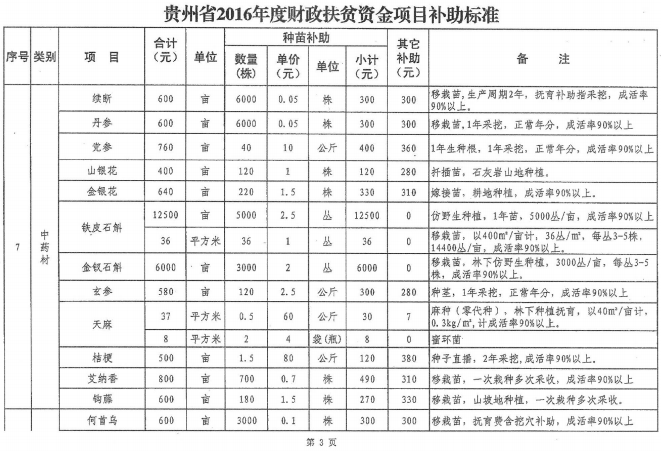 贵州省2016年度财政扶贫资金项目补助标准
序号 类别 项 目 合计(元) 单位 种苗补助 其它补助(元) 备 注
数量(株) 单价(元) 单位 小计(元)
7 中药材
续断 600 亩 6000 0.05 株 300 300 移栽苗,生产周期2年，抚育补助指采挖，成活率90%以上。
丹参 600 亩 6000 0.05 株 300 300 移栽苗,1年采挖，正常年分，成活率90%以上
党参 760 亩 40 10 公斤 400 360 1年生种根，1年采挖，正常年分，成活率90%以上
山银花 400 亩 120 1 株 120 280 扦插苗，石灰岩山地种植。
金银花 640 亩 220 1.5 株 330 310 嫁接苗，耕地种植，成活率90%以上。
铁皮石斛 12500 亩 5000 2.5 丛 12500 0 仿野生种植，1年苗，5000丛/亩，成活率90%以上
36 平方米 36 1 丛 36 0 移栽苗，以400m²/亩计，36丛/m²，每丛3-5株，14400丛/亩，成活率90%以上。
金钗石斛 6000 亩 3000 2 丛 6000 0 移栽苗，林下仿野生种植，3000丛/亩，每丛3-5株，成活率90%以上。
玄参 580 亩 120 2.5 公斤 300 280 种茎，1年采挖，正常年分，成活率90%以上
天麻 37 平方米 0.5 60 公斤 30 7 麻种（零代种），林下种植抚育，以40m²/亩计，0.3kg/m²,计成活率90%以上。
8 平方米 2 4 袋(瓶) 8 0 蜜环菌
桔梗 500 亩 1.5 80 公斤 120 380 种子直播，2年采挖,成活率90%以上。
艾纳香 800 亩 700 0.7 株 490 310 移栽苗，一次栽种多次采收，成活率90%以上
钩藤 600 亩 180 1.5 株 270 330 移栽苗，山坡地种植，一次栽种多次采收。
何首乌 600 亩 3000 0.1 株 300 300 移栽苗，抚育费含挖穴补助，成活率90%以上
第 3 页